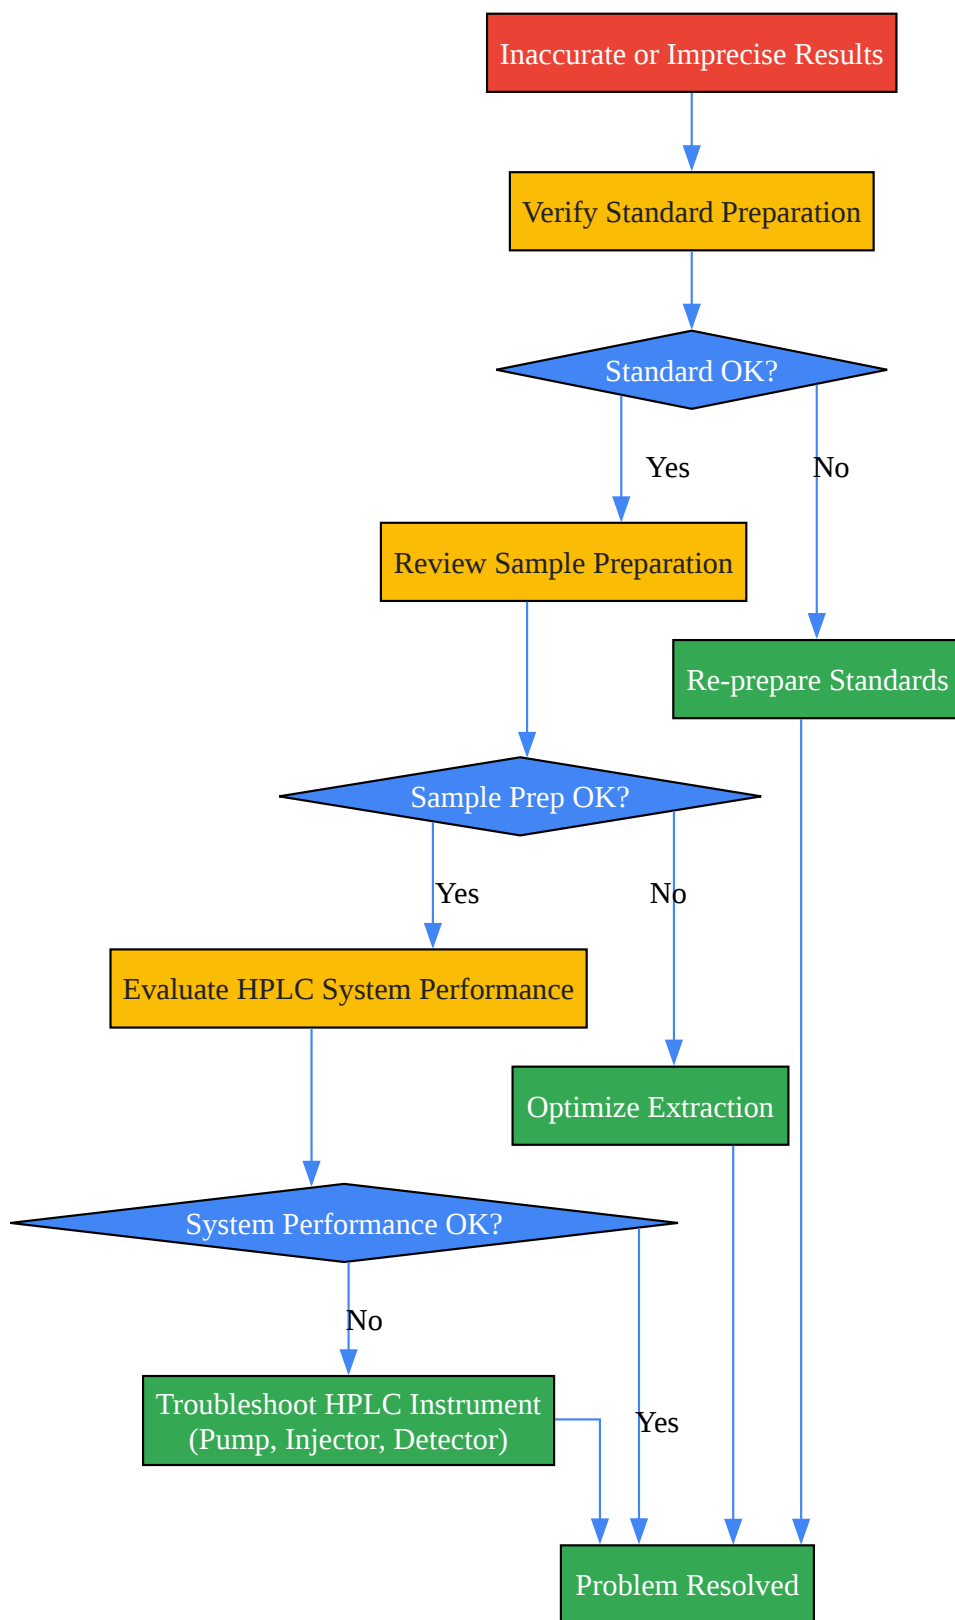 Inaccurate or Imprecise Results
Verify Standard Preparation
Standard OK?
Yes
No
Review Sample Preparation
Re-prepare Standards
Sample Prep OK?
Yes
No
Evaluate HPLC System Performance
Optimize Extraction
System Performance OK?
No
Troubleshoot HPLC Instrument
(Pump, Injector, Detector)
Yes
Problem Resolved